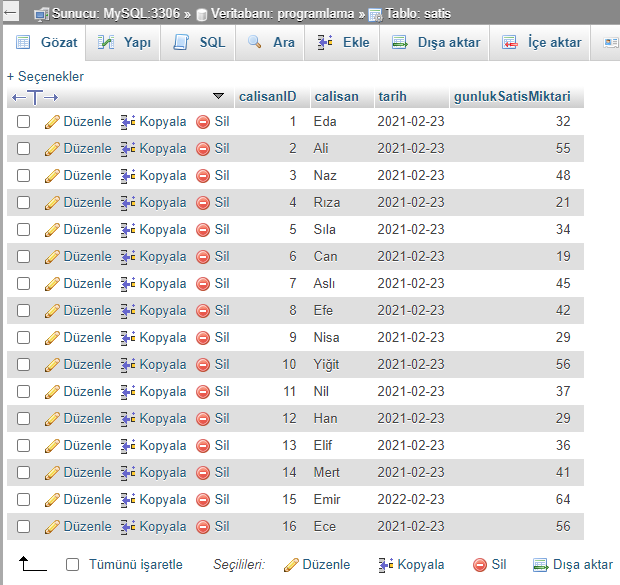 Sunucu: MySQL:3306 » Veritabanı: programlama » Tablo: satis
Gözat Yapı SQL Ara Ekle Dışa aktar İçe aktar
+ Seçenekler
calisanID calisan tarih gunlukSatisMiktari
Düzenle Kopyala Sil 1 Eda 2021-02-23 32
Düzenle Kopyala Sil 2 Ali 2021-02-23 55
Düzenle Kopyala Sil 3 Naz 2021-02-23 48
Düzenle Kopyala Sil 4 Rıza 2021-02-23 21
Düzenle Kopyala Sil 5 Sıla 2021-02-23 34
Düzenle Kopyala Sil 6 Can 2021-02-23 19
Düzenle Kopyala Sil 7 Aslı 2021-02-23 45
Düzenle Kopyala Sil 8 Efe 2021-02-23 42
Düzenle Kopyala Sil 9 Nisa 2021-02-23 29
Düzenle Kopyala Sil 10 Yiğit 2021-02-23 56
Düzenle Kopyala Sil 11 Nil 2021-02-23 37
Düzenle Kopyala Sil 12 Han 2021-02-23 29
Düzenle Kopyala Sil 13 Elif 2021-02-23 36
Düzenle Kopyala Sil 14 Mert 2021-02-23 41
Düzenle Kopyala Sil 15 Emir 2022-02-23 64
Düzenle Kopyala Sil 16 Ece 2021-02-23 56
Tümünü işaretle Seçilileri: Düzenle Kopyala Sil Dışa aktar